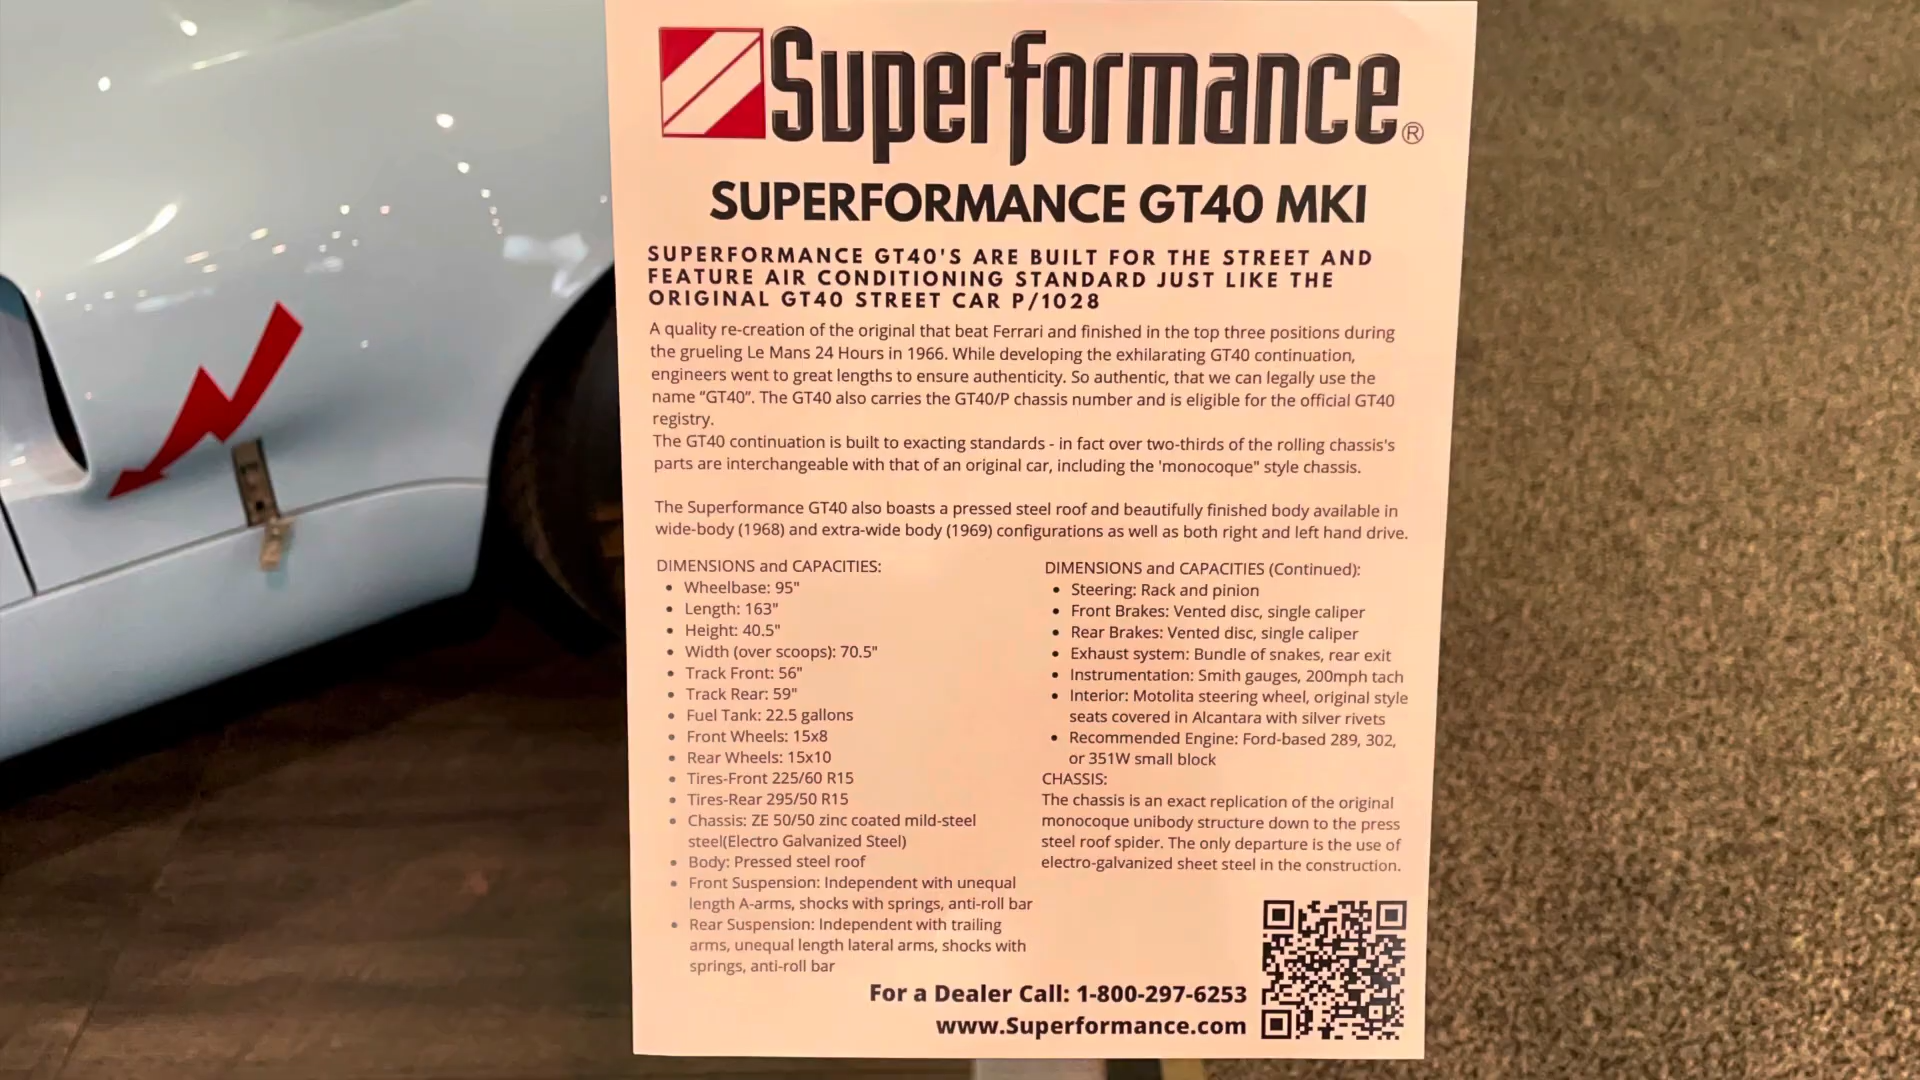 Superformance®
SUPERFORMANCE GT40 MKI
SUPERFORMANCE GT40'S ARE BUILT FOR THE STREET AND
FEATURE AIR CONDITIONING STANDARD JUST LIKE THE
ORIGINAL GT40 STREET CAR P/1028
A quality re-creation of the original that beat Ferrari and finished in the top three positions during
the grueling Le Mans 24 Hours in 1966. While developing the exhilarating GT40 continuation,
engineers went to great lengths to ensure authenticity. So authentic, that we can legally use the
name “GT40”. The GT40 also carries the GT40/P chassis number and is eligible for the official GT40
registry.
The GT40 continuation is built to exacting standards - in fact over two-thirds of the rolling chassis's
parts are interchangeable with that of an original car, including the 'monocoque" style chassis.
The Superformance GT40 also boasts a pressed steel roof and beautifully finished body available in
wide-body (1968) and extra-wide body (1969) configurations as well as both right and left hand drive.
DIMENSIONS and CAPACITIES:
• Wheelbase: 95"
• Length: 163"
• Height: 40.5"
• Width (over scoops): 70.5"
• Track Front: 56"
• Track Rear: 59"
• Fuel Tank: 22.5 gallons
• Front Wheels: 15x8
• Rear Wheels: 15x10
• Tires-Front 225/60 R15
• Tires-Rear 295/50 R15
• Chassis: ZE 50/50 zinc coated mild-steel
steel(Electro Galvanized Steel)
• Body: Pressed steel roof
• Front Suspension: Independent with unequal
length A-arms, shocks with springs, anti-roll bar
• Rear Suspension: Independent with trailing
arms, unequal length lateral arms, shocks with
springs, anti-roll bar
DIMENSIONS and CAPACITIES (Continued):
• Steering: Rack and pinion
• Front Brakes: Vented disc, single caliper
• Rear Brakes: Vented disc, single caliper
• Exhaust system: Bundle of snakes, rear exit
• Instrumentation: Smith gauges, 200mph tach
• Interior: Motolita steering wheel, original style
seats covered in Alcantara with silver rivets
• Recommended Engine: Ford-based 289, 302,
or 351W small block
CHASSIS:
The chassis is an exact replication of the original
monocoque unibody structure down to the press
steel roof spider. The only departure is the use of
electro-galvanized sheet steel in the construction.
For a Dealer Call: 1-800-297-6253
www.Superformance.com